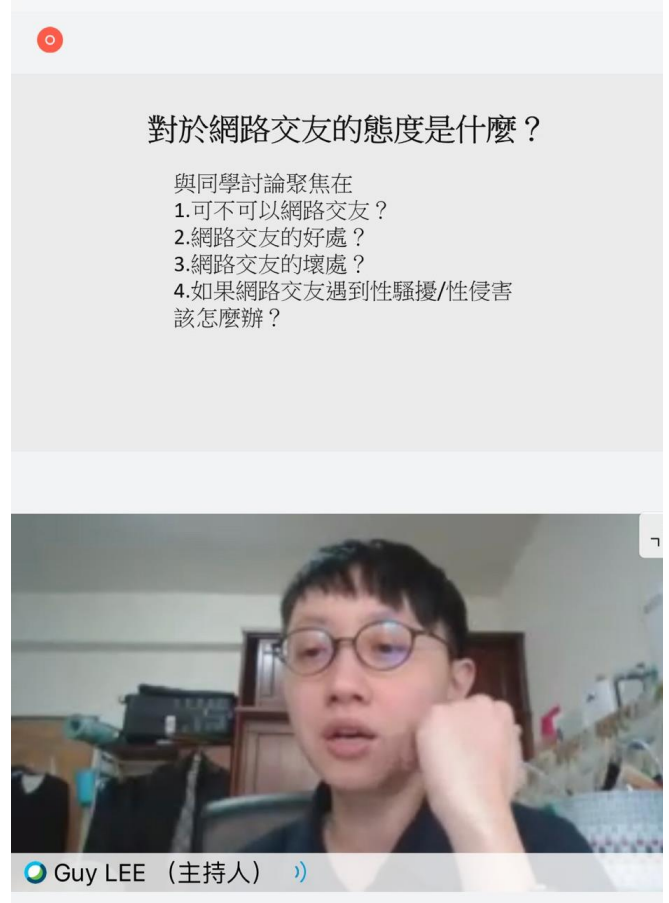 對於網路交友的態度是什麼？
與同學討論聚焦在
1.可不可以網路交友？
2.網路交友的好處？
3.網路交友的壞處？
4.如果網路交友遇到性騷擾/性侵害
該怎麼辦？
Guy LEE （主持人）